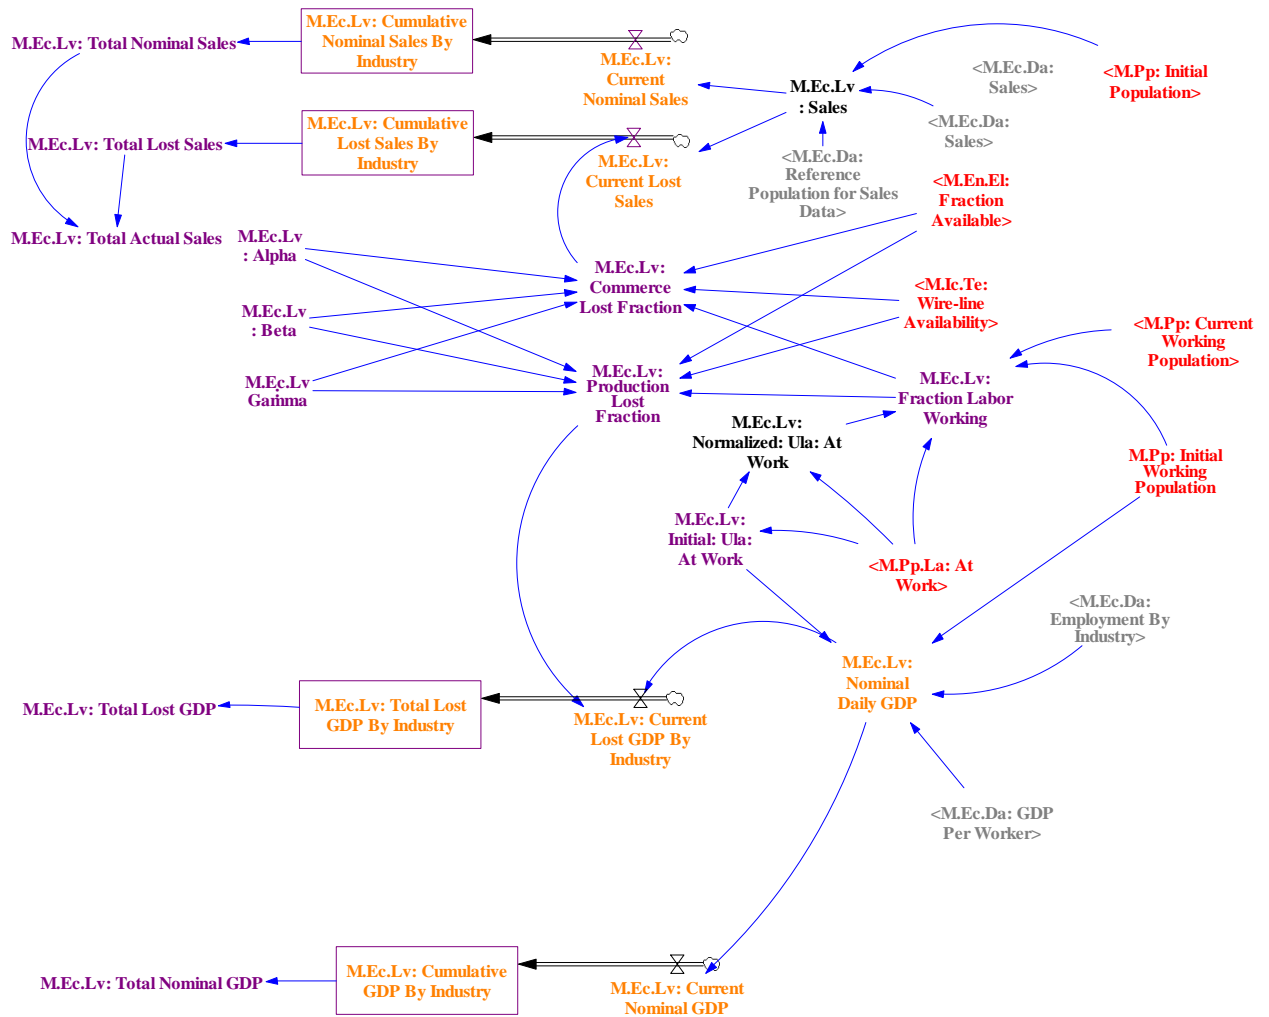 M.Ec.Lv: Total Nominal Sales
M.Ec.Lv: Cumulative
Nominal Sales By
Industry
M.Ec.Lv:
Current
Nominal Sales
M.Ec.Lv
: Sales
<M.Ec.Da:
Sales>
<M.Pp: Initial
Population>
M.Ec.Lv: Total Lost Sales
M.Ec.Lv: Cumulative
Lost Sales By
Industry
M.Ec.Lv:
Current Lost
Sales
<M.Ec.Da:
Reference
Population for Sales
Data>
<M.Ec.Da:
Sales>
<M.En.El:
Fraction
Available>
M.Ec.Lv: Total Actual Sales
M.Ec.Lv
: Alpha
M.Ec.Lv:
Commerce
Lost Fraction
<M.Ic.Te:
Wire-line
Availability>
M.Ec.Lv
: Beta
<M.Pp: Current
Working
Population>
M.Ec.Lv
: Gamma
M.Ec.Lv:
Production
Lost
Fraction
M.Ec.Lv:
Fraction Labor
Working
M.Ec.Lv:
Normalized: Ula: At
Work
M.Pp: Initial
Working
Population
M.Ec.Lv:
Initial: Ula:
At Work
<M.Pp.La: At
Work>
<M.Ec.Da:
Employment By
Industry>
M.Ec.Lv:
Nominal
Daily GDP
M.Ec.Lv: Total Lost GDP
M.Ec.Lv: Total Lost
GDP By Industry
M.Ec.Lv: Current
Lost GDP By
Industry
<M.Ec.Da: GDP
Per Worker>
M.Ec.Lv: Total Nominal GDP
M.Ec.Lv: Cumulative
GDP By Industry
M.Ec.Lv: Current
Nominal GDP